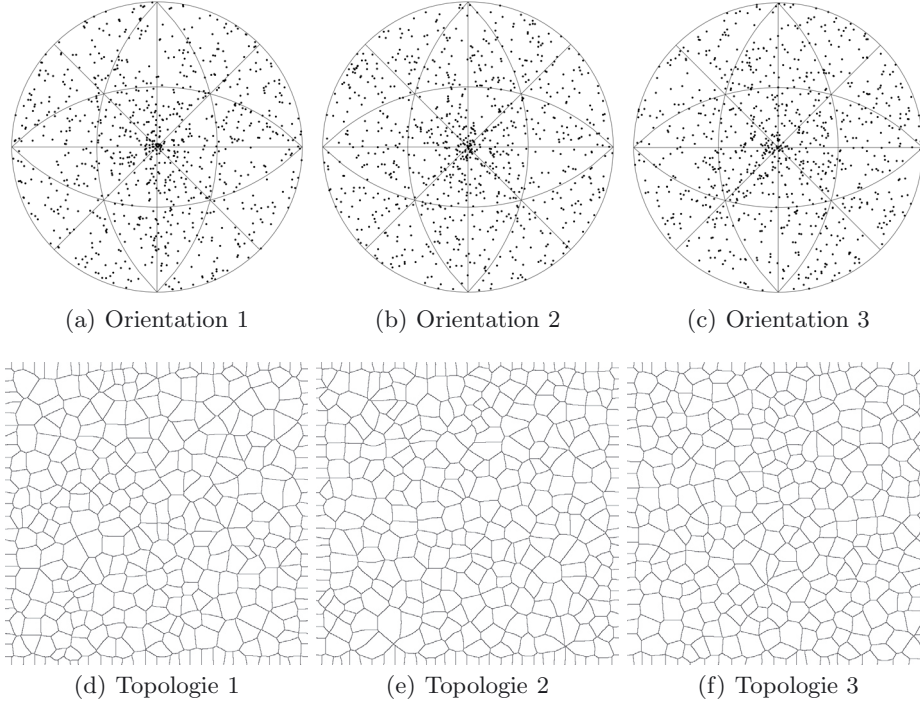 (a) Orientation 1
(b) Orientation 2
(c) Orientation 3
(d) Topologie 1
(e) Topologie 2
(f) Topologie 3